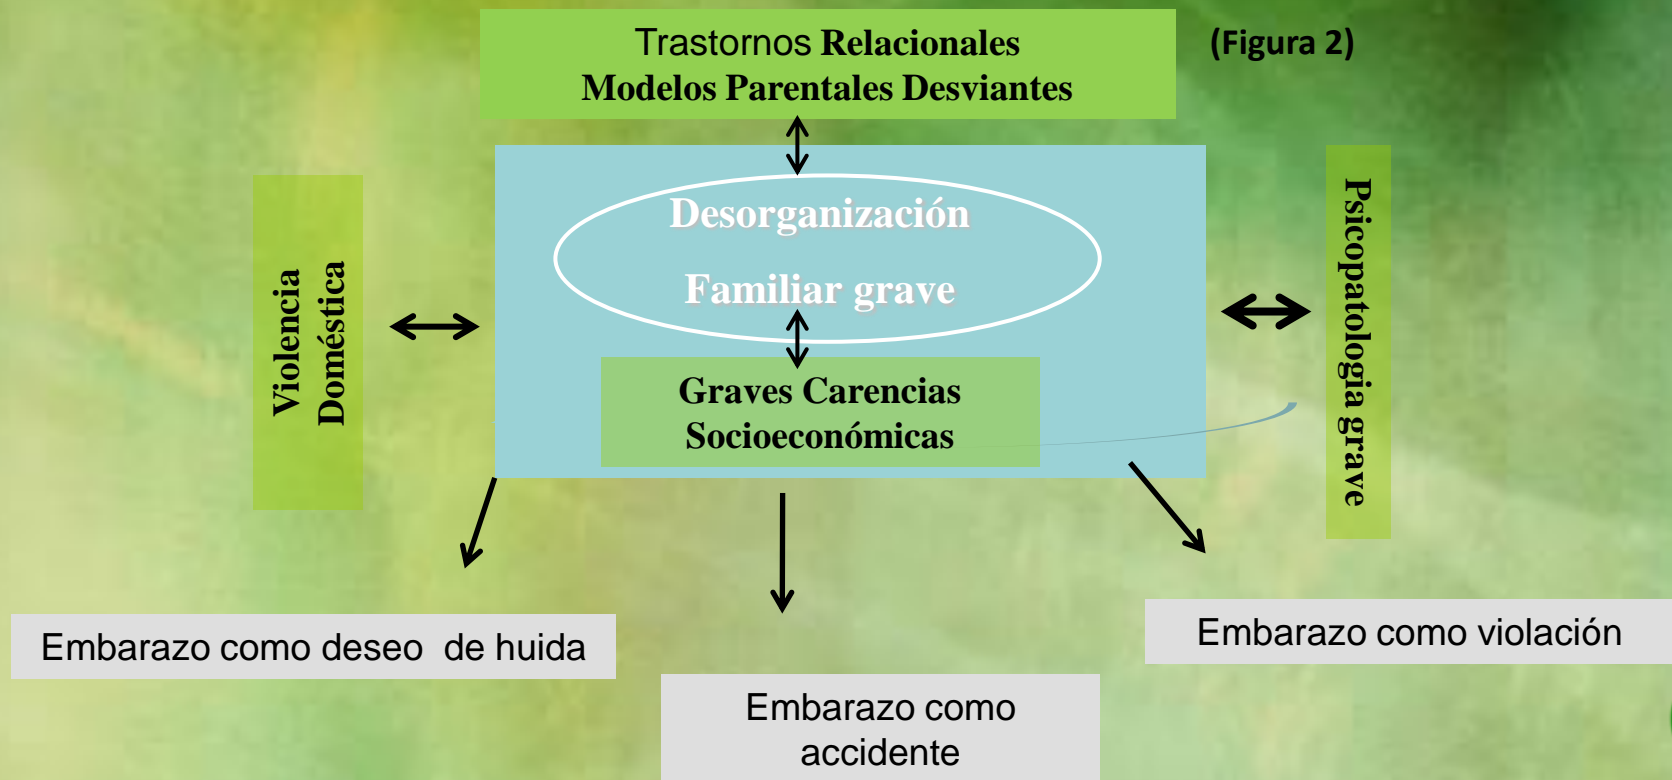 Trastornos Relacionales
Modelos Parentales Desviantes
(Figura 2)
Desorganización
Familiar grave
Violencia
Doméstica
Psicopatologia grave
Graves Carencias
Socioeconómicas
Embarazo como deseo de huida
Embarazo como violación
Embarazo como
accidente